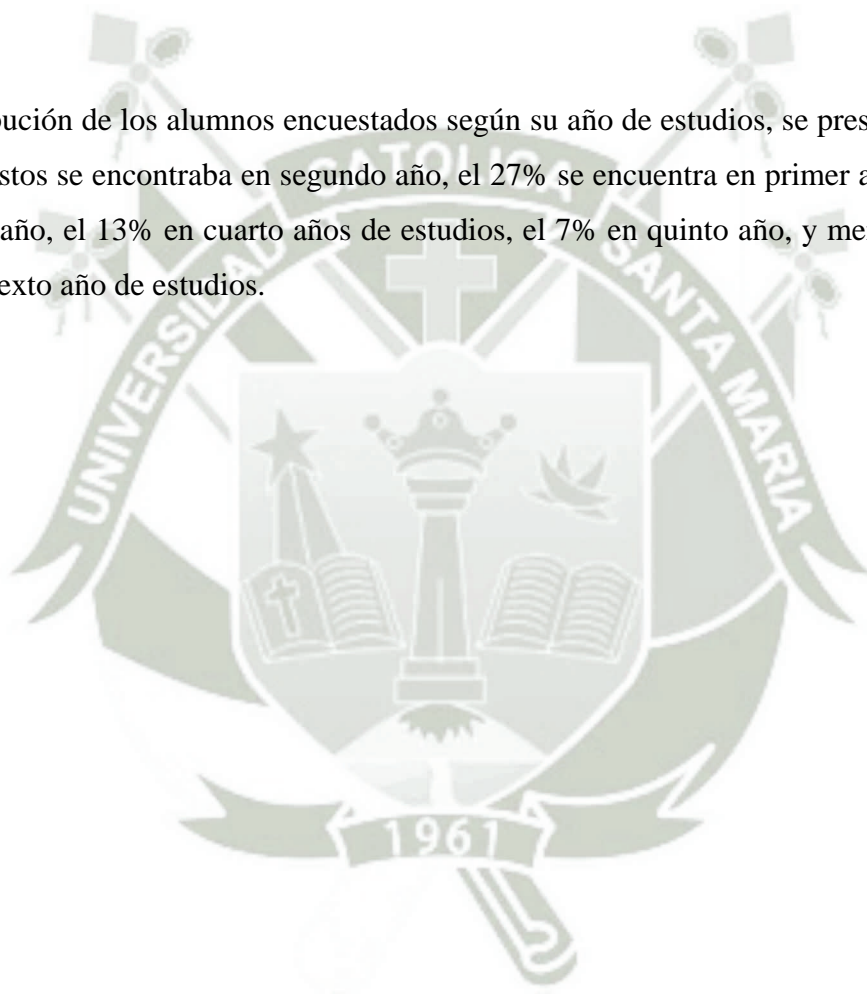 bución de los alumnos encuestados según su año de estudios, se pres
stos se encontraba en segundo año, el 27% se encuentra en primer a
año, el 13% en cuarto años de estudios, el 7% en quinto año, y me
exto año de estudios.
UNIVERSIDAD CATOLICA SANTA MARIA
1961